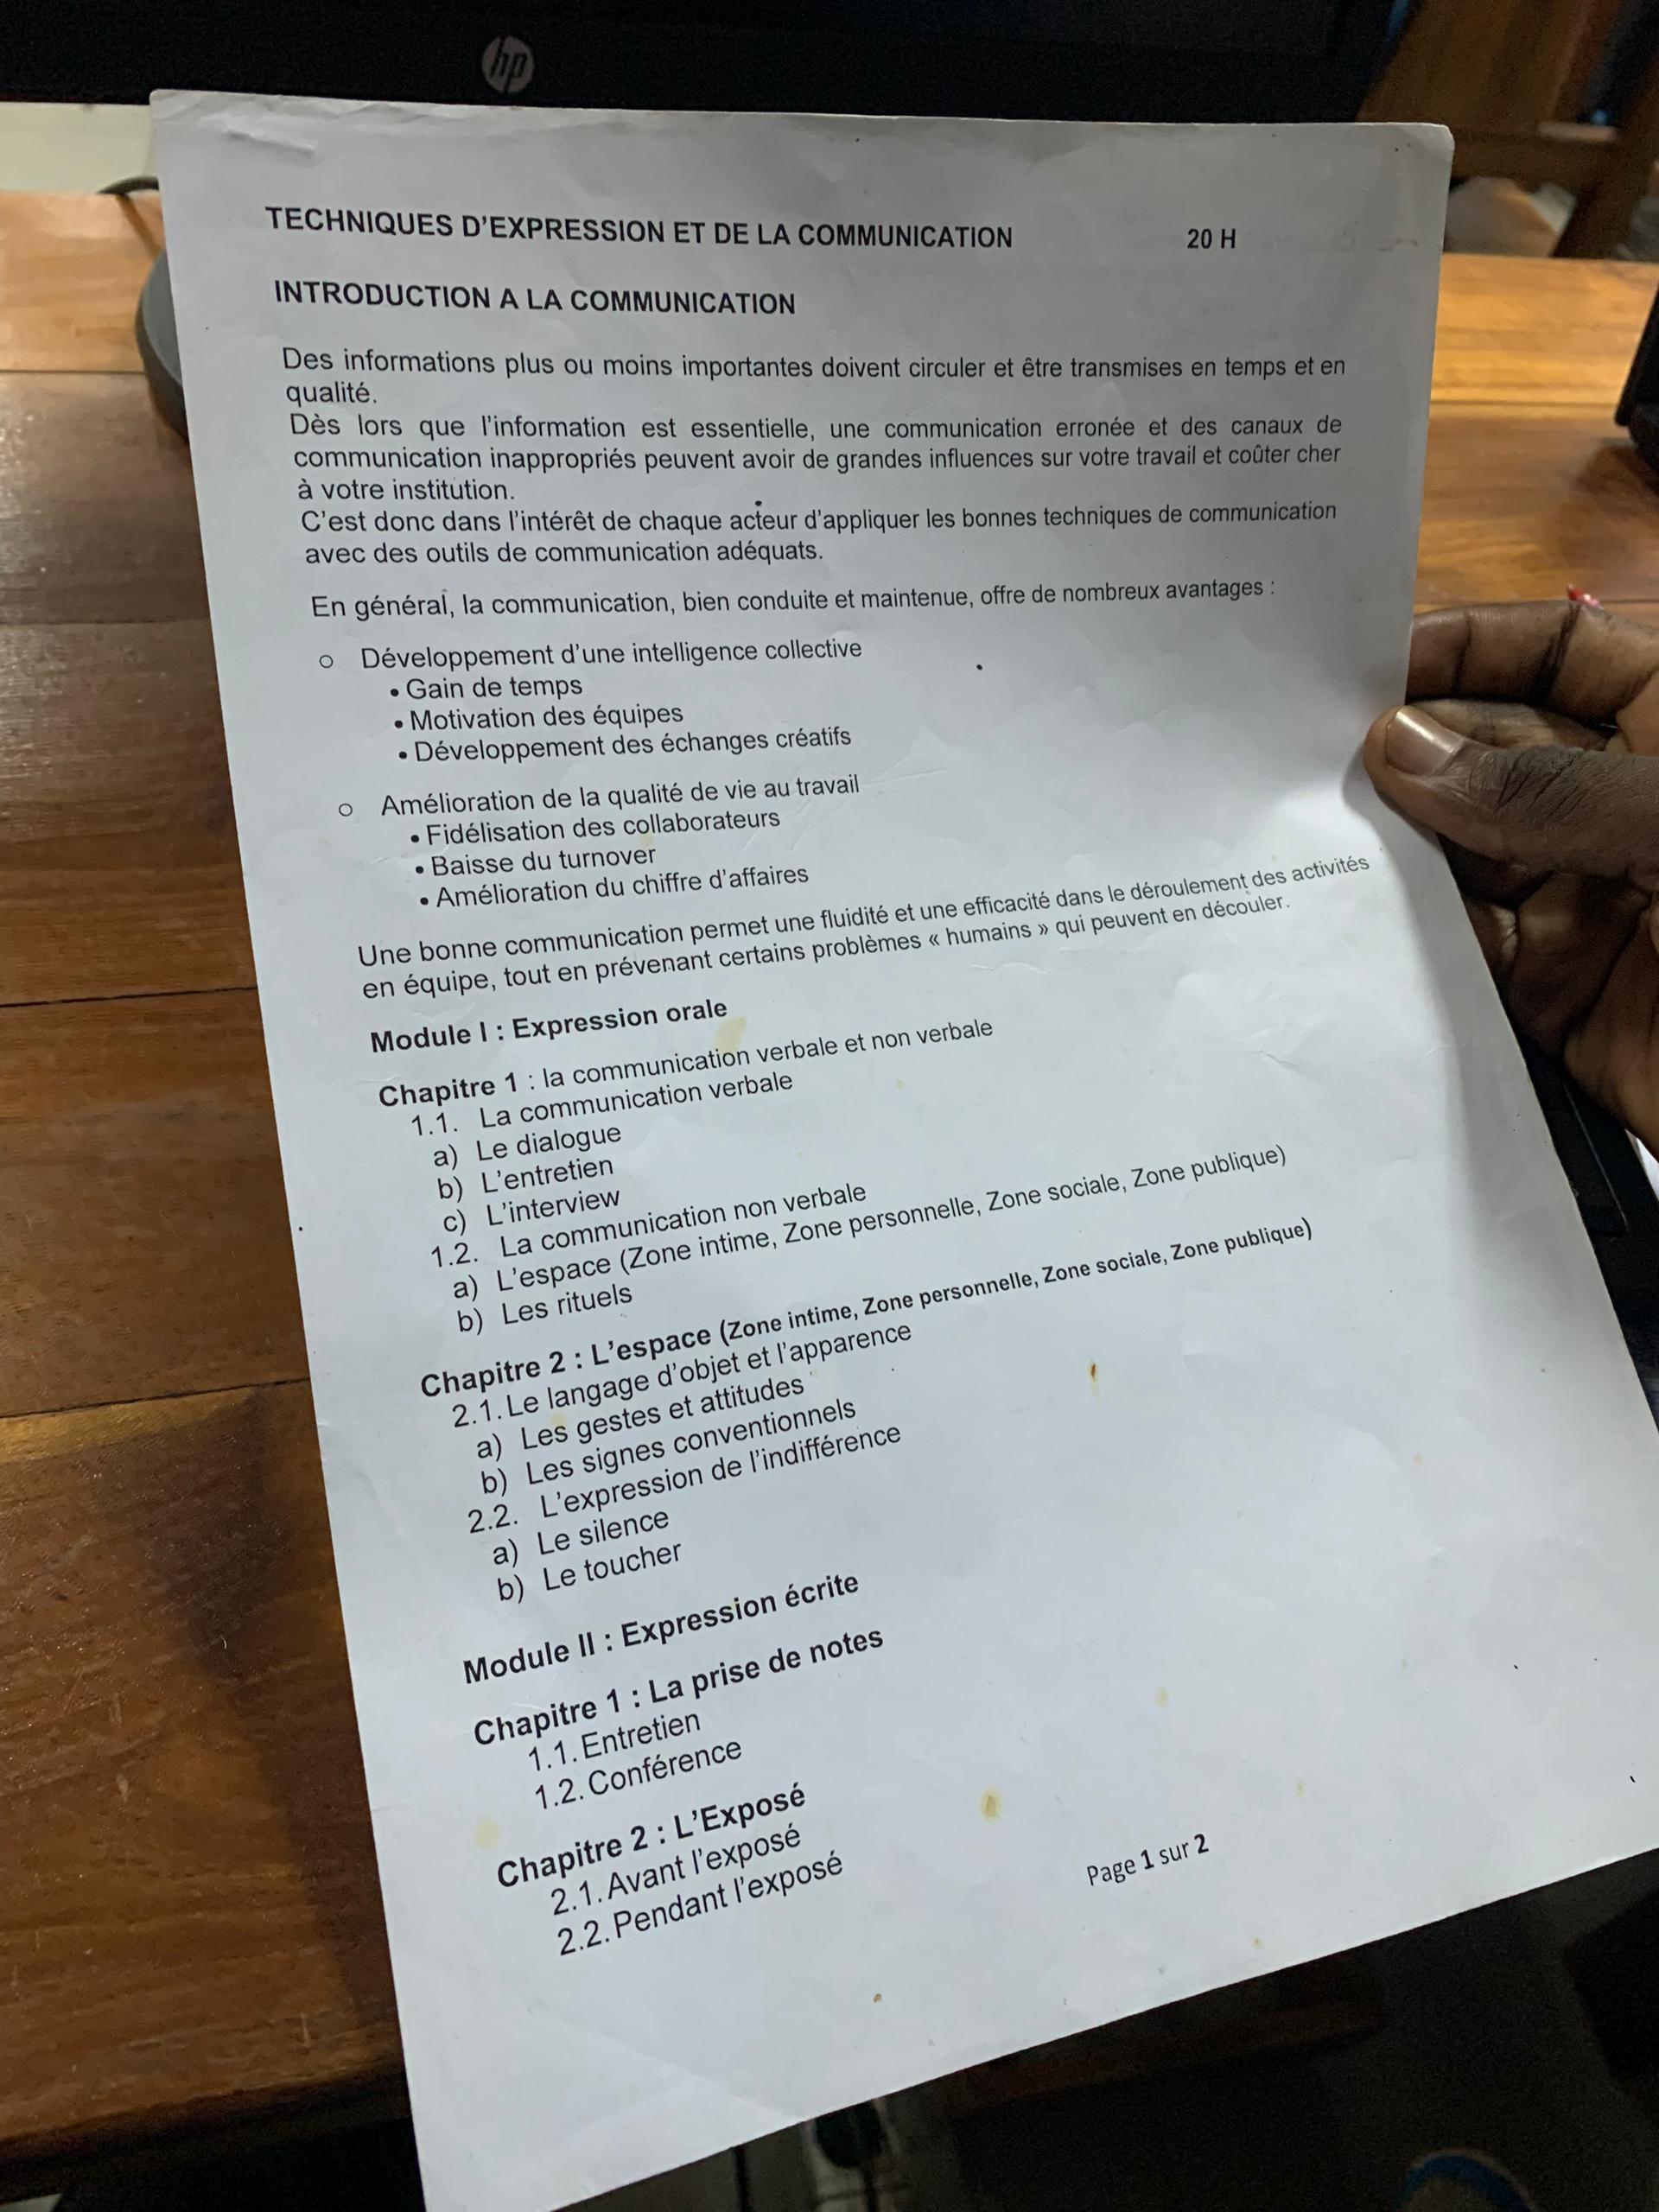 hp
TECHNIQUES D'EXPRESSION ET DE LA COMMUNICATION 20 H
INTRODUCTION A LA COMMUNICATION
Des informations plus ou moins importantes doivent circuler et être transmises en temps et en
qualité.
Dès lors que l'information est essentielle, une communication erronée et des canaux de
communication inappropriés peuvent avoir de grandes influences sur votre travail et coûter cher
à votre institution.
C'est donc dans l'intérêt de chaque acteur d'appliquer les bonnes techniques de communication
avec des outils de communication adéquats.
En général, la communication, bien conduite et maintenue, offre de nombreux avantages :
○ Développement d'une intelligence collective
• Gain de temps
• Motivation des équipes
• Développement des échanges créatifs
○ Amélioration de la qualité de vie au travail
• Fidélisation des collaborateurs
• Baisse du turnover
• Amélioration du chiffre d'affaires
Une bonne communication permet une fluidité et une efficacité dans le déroulement des activités
en équipe, tout en prévenant certains problèmes « humains » qui peuvent en découler.
Module I : Expression orale
Chapitre 1 : la communication verbale et non verbale
1.1. La communication verbale
a) Le dialogue
b) L'entretien
c) L'interview
1.2. La communication non verbale
a) L'espace (Zone intime, Zone personnelle, Zone sociale, Zone publique)
b) Les rituels
Chapitre 2 : L'espace (Zone intime, Zone personnelle, Zone sociale, Zone publique)
2.1. Le langage d'objet et l'apparence
a) Les gestes et attitudes
b) Les signes conventionnels
2.2. L'expression de l'indifférence
a) Le silence
b) Le toucher
Module II : Expression écrite
Chapitre 1 : La prise de notes
1.1. Entretien
1.2. Conférence
Chapitre 2 : L'Exposé
2.1. Avant l'exposé
2.2. Pendant l'exposé
Page 1 sur 2